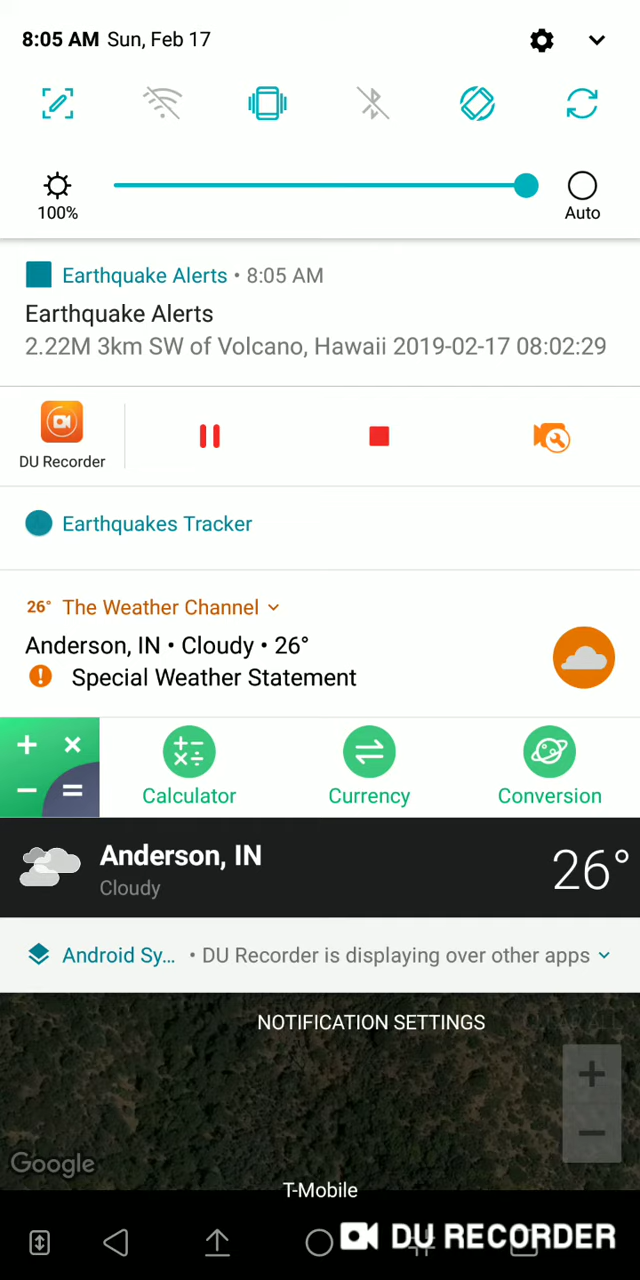 8:05 AM Sun, Feb 17
100%
Auto
Earthquake Alerts • 8:05 AM
Earthquake Alerts
2.22M 3km SW of Volcano, Hawaii 2019-02-17 08:02:29
DU Recorder
Earthquakes Tracker
26° The Weather Channel
Anderson, IN • Cloudy • 26°
Special Weather Statement
Calculator
Currency
Conversion
Anderson, IN
Cloudy
26°
Android Sy... • DU Recorder is displaying over other apps
NOTIFICATION SETTINGS
Google
T-Mobile
DU RECORDER